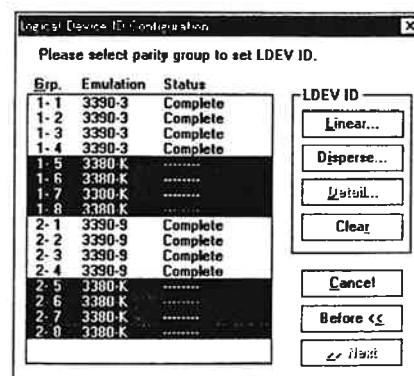 Logical Device ID Configuration
Please select parity group to set LDEV ID.
Grp. Emulation Status
1- 1 3390-3 Complete
1- 2 3390-3 Complete
1- 3 3390-3 Complete
1- 4 3390-3 Complete
1- 5 3380-K --------
1- 6 3380-K --------
1- 7 3380-K --------
1- 8 3380-K --------
2- 1 3390-9 Complete
2- 2 3390-9 Complete
2- 3 3390-9 Complete
2- 4 3390-9 Complete
2- 5 3380-K --------
2- 6 3380-K --------
2- 7 3380-K --------
2- 8 3380-K --------
LDEV ID
Linear...
Disperse...
Detail...
Clear
Cancel
Before <<
>> Next